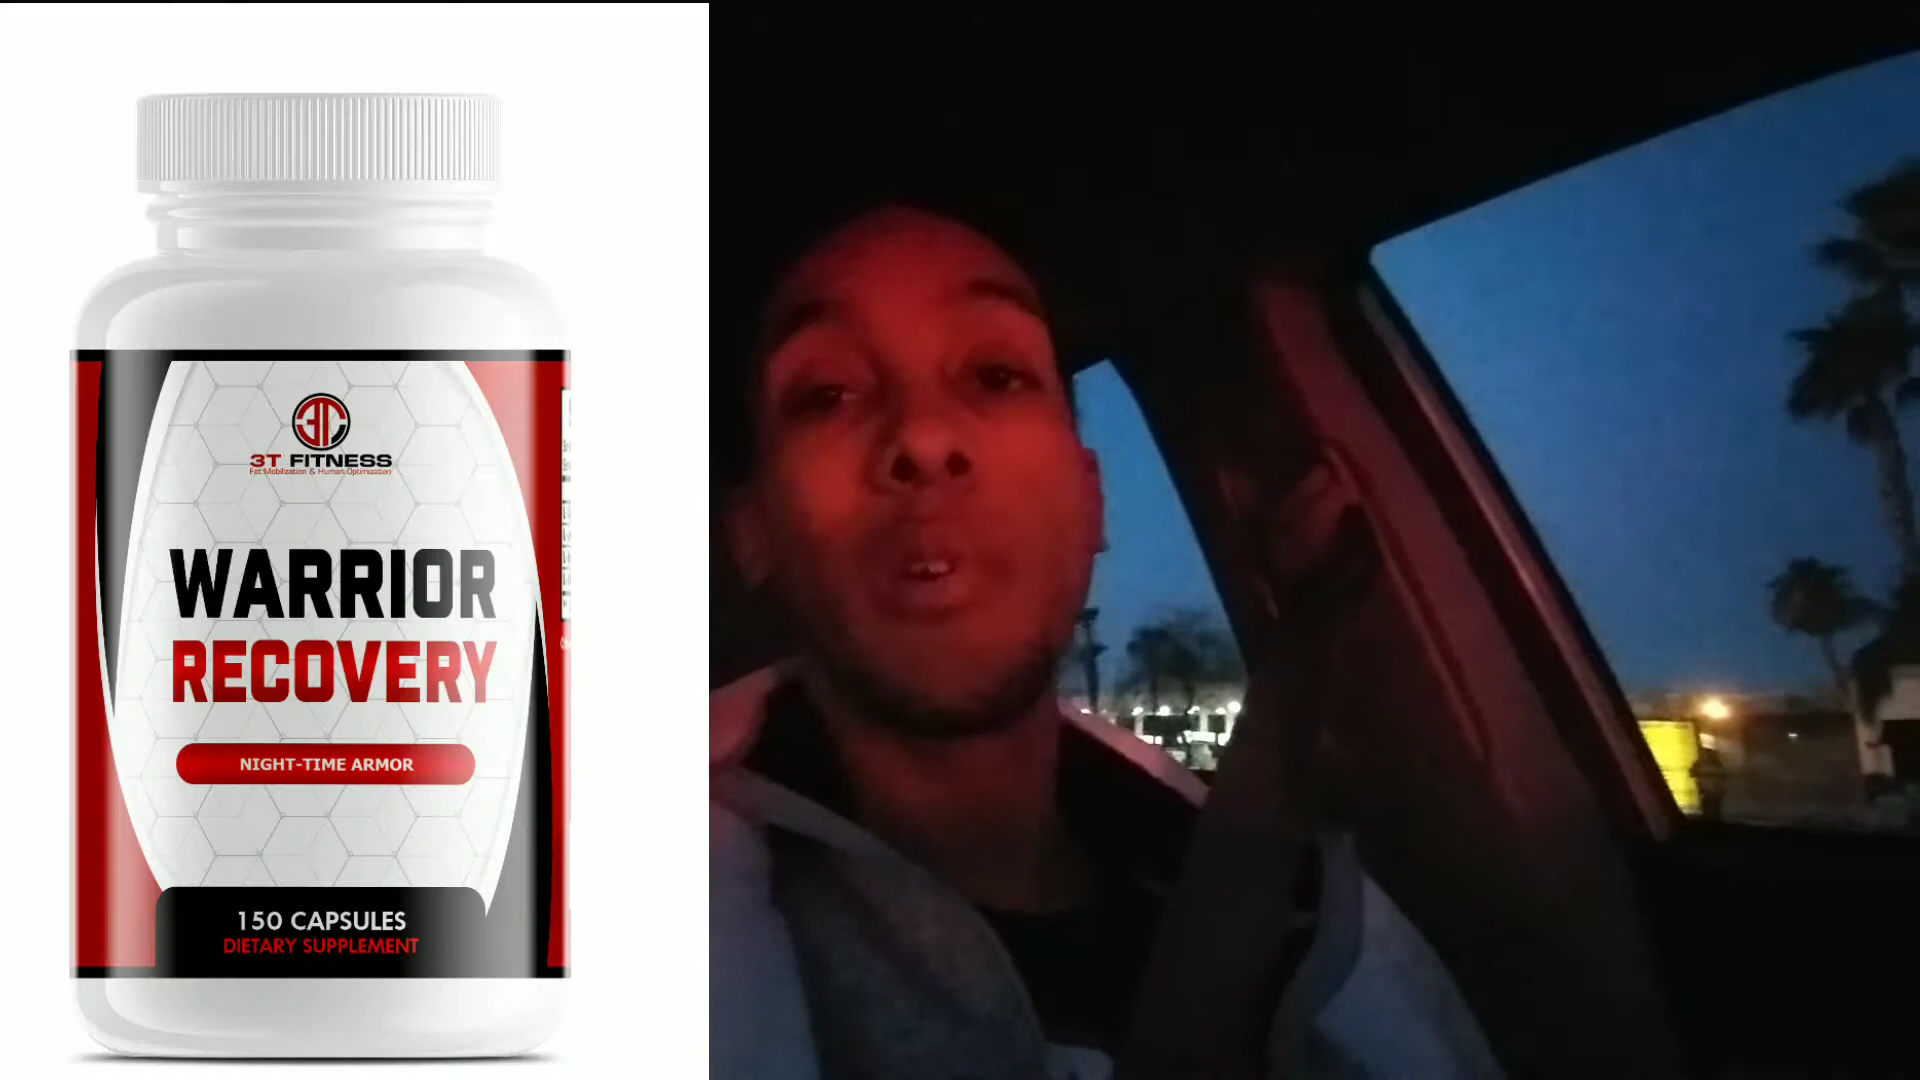 3T FITNESS
Fat Mobilization & Human Optimization
WARRIOR
RECOVERY
NIGHT-TIME ARMOR
150 CAPSULES
DIETARY SUPPLEMENT